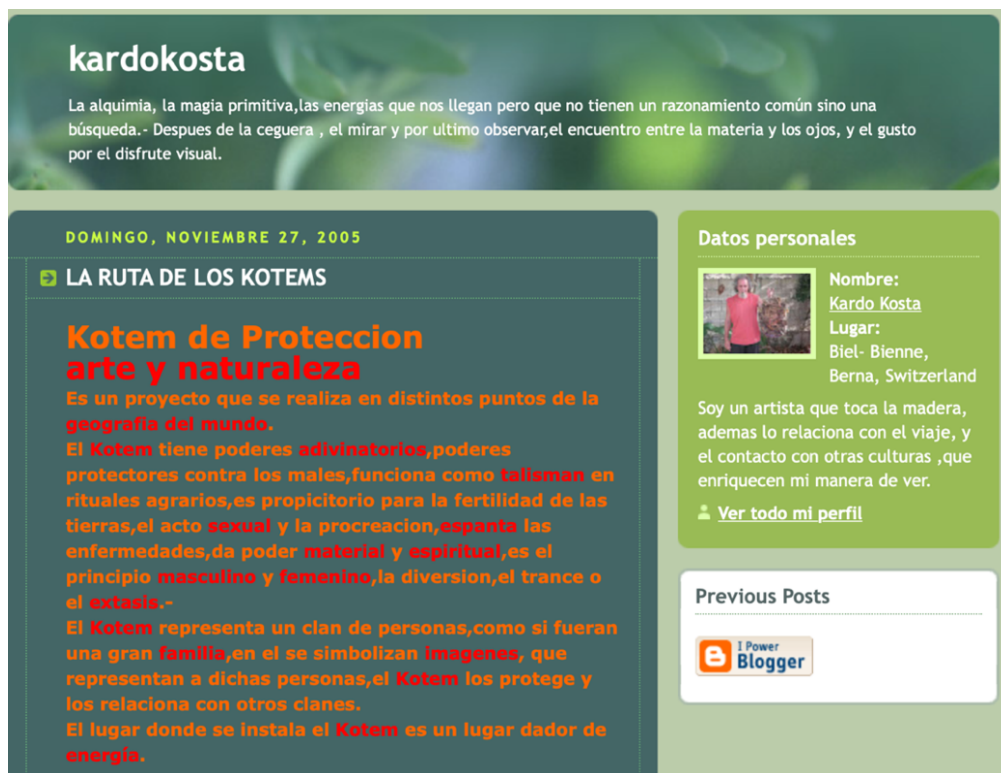 kardokosta
La alquimia, la magia primitiva,las energias que nos llegan pero que no tienen un razonamiento común sino una
búsqueda.- Despues de la ceguera , el mirar y por ultimo observar,el encuentro entre la materia y los ojos, y el gusto
por el disfrute visual.
DOMINGO, NOVIEMBRE 27, 2005
LA RUTA DE LOS KOTEMS
Kotem de Proteccion
arte y naturaleza
Es un proyecto que se realiza en distintos puntos de la
geografia del mundo.
El Kotem tiene poderes adivinatorios,poderes
protectores contra los males,funciona como talisman en
rituales agrarios,es propicitorio para la fertilidad de las
tierras,el acto sexual y la procreacion,espanta las
enfermedades,da poder material y espiritual,es el
principio masculino y femenino,la diversion,el trance o
el extasis.-
El Kotem representa un clan de personas,como si fueran
una gran familia,en el se simbolizan imagenes, que
representan a dichas personas,el Kotem los protege y
los relaciona con otros clanes.
El lugar donde se instala el Kotem es un lugar dador de
energía.
Datos personales
Nombre:
Kardo Kosta
Lugar:
Biel- Bienne,
Berna, Switzerland
Soy un artista que toca la madera,
ademas lo relaciona con el viaje, y
el contacto con otras culturas ,que
enriquecen mi manera de ver.
Ver todo mi perfil
Previous Posts
I Power
Blogger